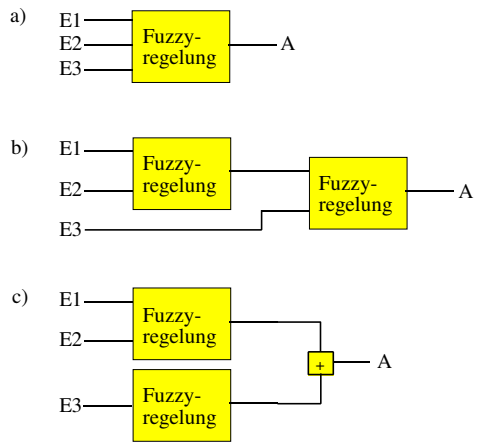 a)
E1
E2
E3
Fuzzy-
regelung
A
b)
E1
E2
E3
Fuzzy-
regelung
Fuzzy-
regelung
A
c)
E1
E2
Fuzzy-
regelung
+
A
E3
Fuzzy-
regelung